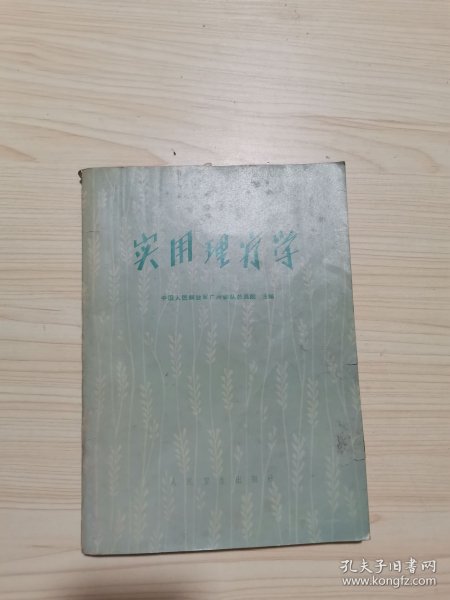 实用理疗学
中国人民解放军广州部队总医院 主编
人民卫生出版社
孔夫子旧书网
www.kongfz.com